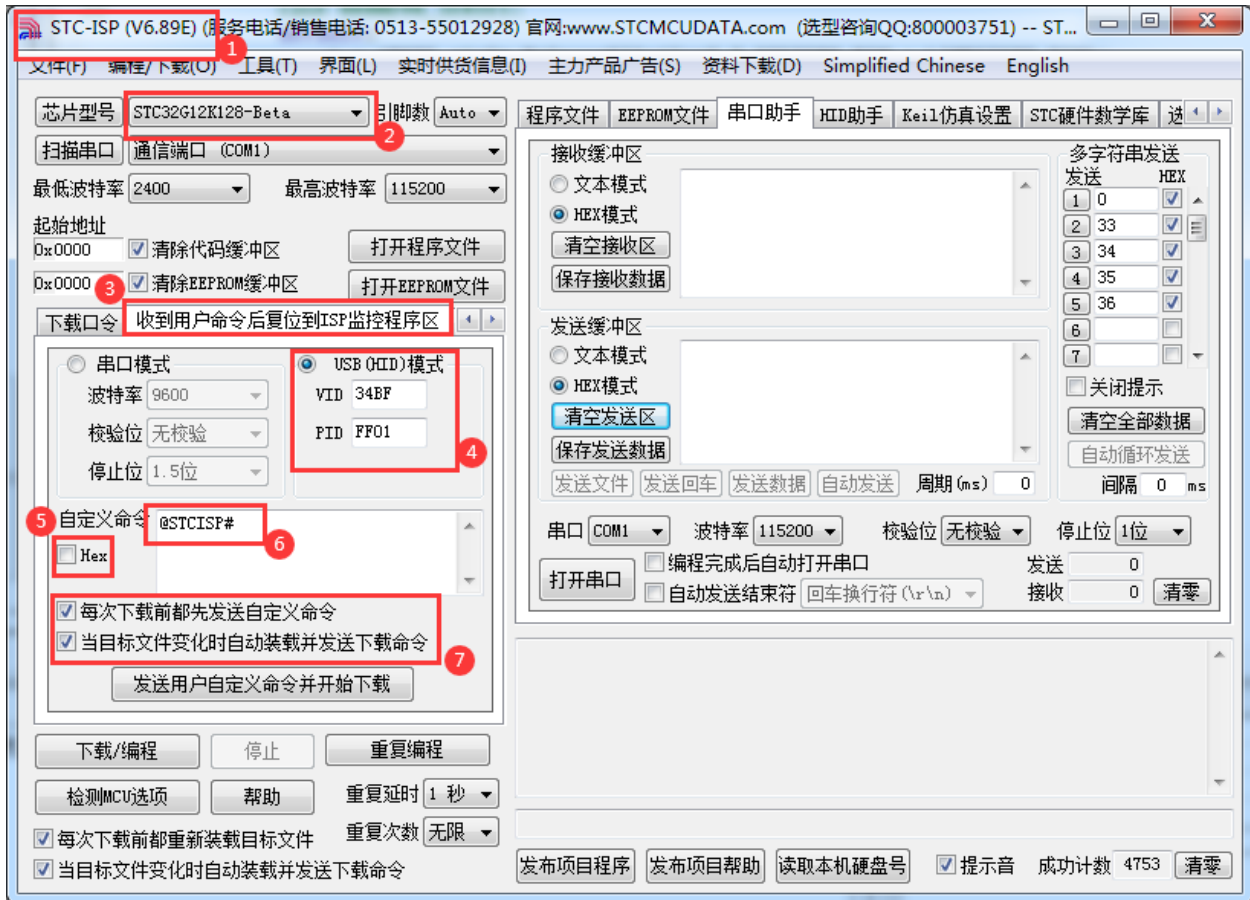 STC-ISP (V6.89E) (服务电话/销售电话: 0513-55012928) 官网:www.STCMCUDATA.com (选型咨询QQ:800003751) -- ST...
1
文件(F) 编程/下载(O) 工具(T) 界面(L) 实时供货信息(I) 主力产品广告(S) 资料下载(D) Simplified Chinese English
芯片型号 STC32G12K128-Beta 引脚数 Auto
2
扫描串口 通信端口 (COM1)
最低波特率 2400 最高波特率 115200
起始地址
0x0000 清除代码缓冲区 打开程序文件
0x0000 3 清除EEPROM缓冲区 打开EEPROM文件
下载口令 收到用户命令后复位到ISP监控程序区
串口模式 USB(HID)模式
波特率 9600 VID 34BF
校验位 无校验 PID FF01
4
停止位 1.5位
5 自定义命令 @STCISP#
6
Hex
每次下载前都先发送自定义命令
当目标文件变化时自动装载并发送下载命令
7
发送用户自定义命令并开始下载
下载/编程 停止 重复编程
检测MCU选项 帮助 重复延时 1 秒
每次下载前都重新装载目标文件 重复次数 无限
当目标文件变化时自动装载并发送下载命令
程序文件 EEPROM文件 串口助手 HID助手 Keil仿真设置 STC硬件数学库 选
接收缓冲区
文本模式
HEX模式
清空接收区
保存接收数据
发送缓冲区
文本模式
HEX模式
清空发送区
保存发送数据
发送文件 发送回车 发送数据 自动发送 周期(ms) 0
多字符串发送
发送 HEX
1 0
2 33
3 34
4 35
5 36
6
7
关闭提示
清空全部数据
自动循环发送
间隔 0 ms
串口 COM1 波特率 115200 校验位 无校验 停止位 1位
打开串口 编程完成后自动打开串口 发送 0
自动发送结束符 回车换行符(\r\n) 接收 0 清零
发布项目程序 发布项目帮助 读取本机硬盘号 提示音 成功计数 4753 清零